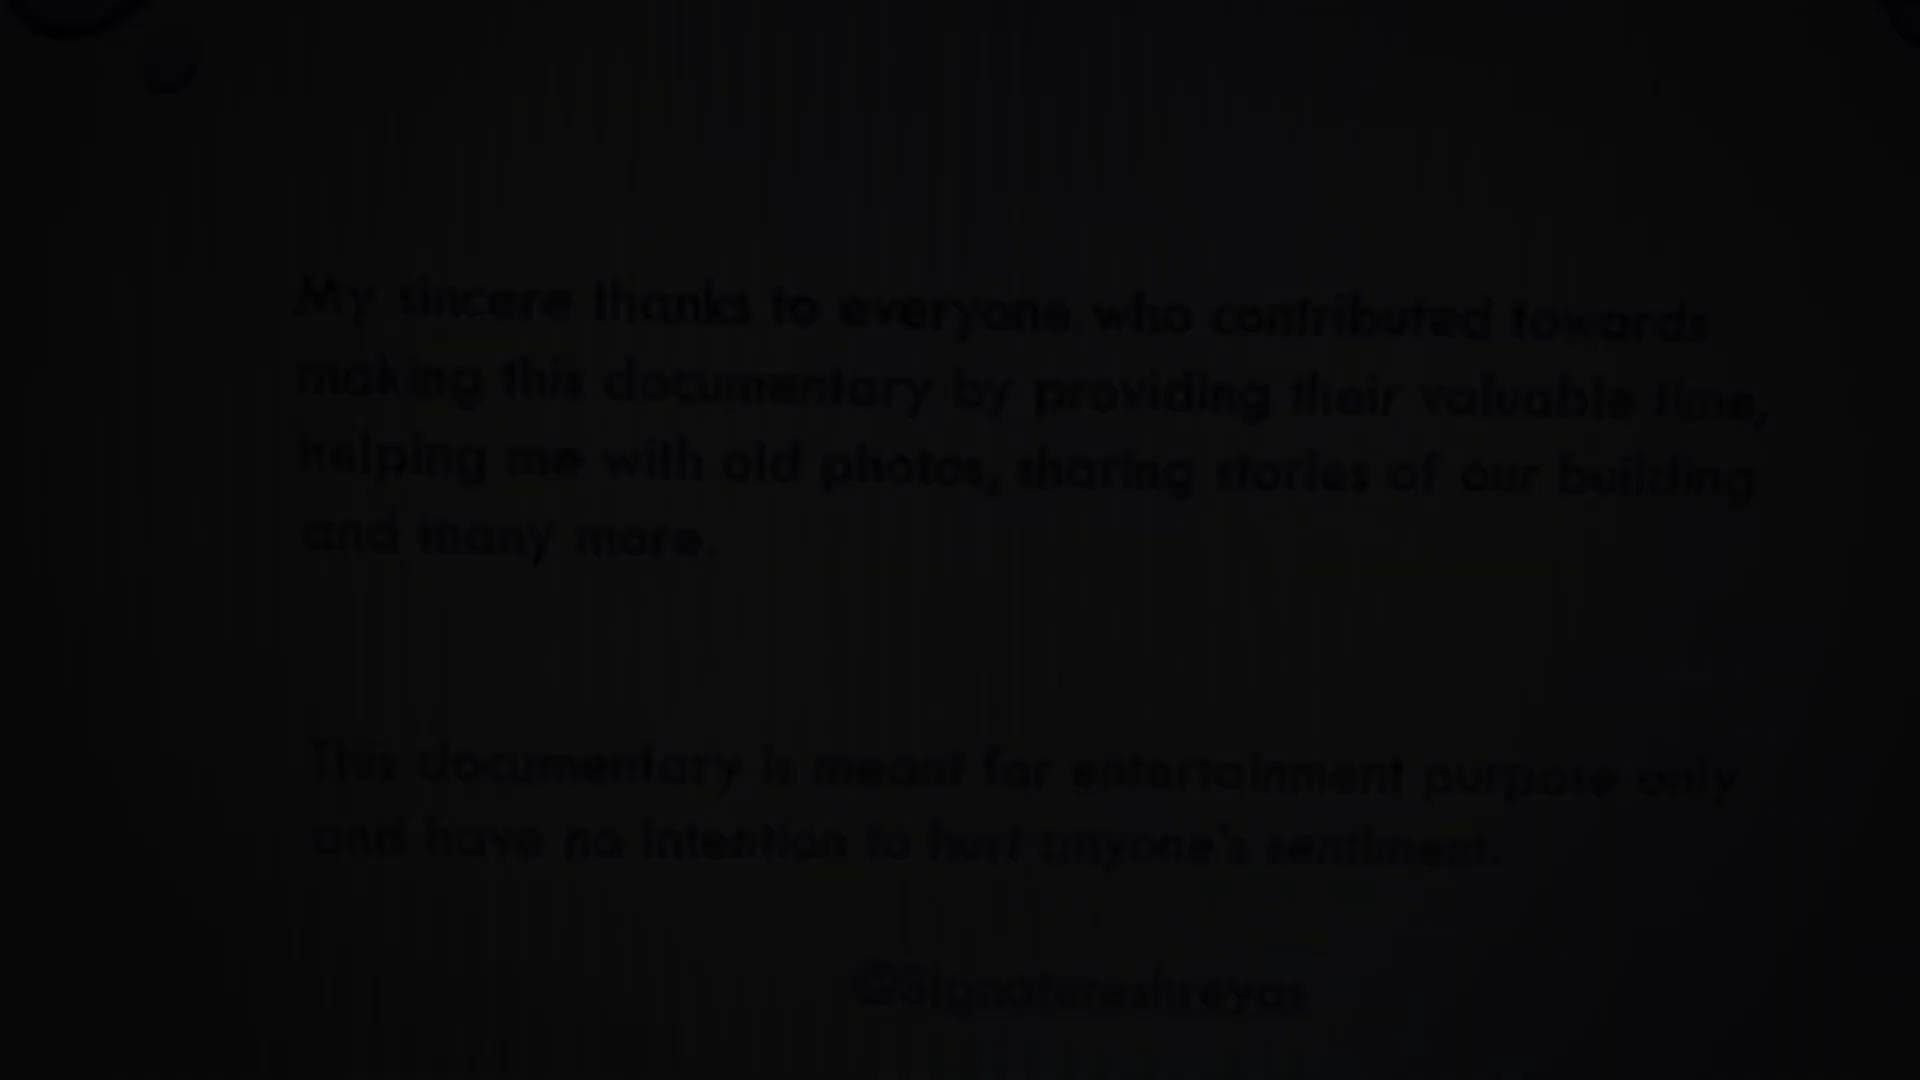 My sincere thanks to everyone who contributed towards
making this documentary by providing their valuable time,
helping me with old photos, sharing stories of our building
and many more.
This documentary is meant for entertainment purpose only
and have no intention to hurt anyone's sentiment.
©Signatureshreyas